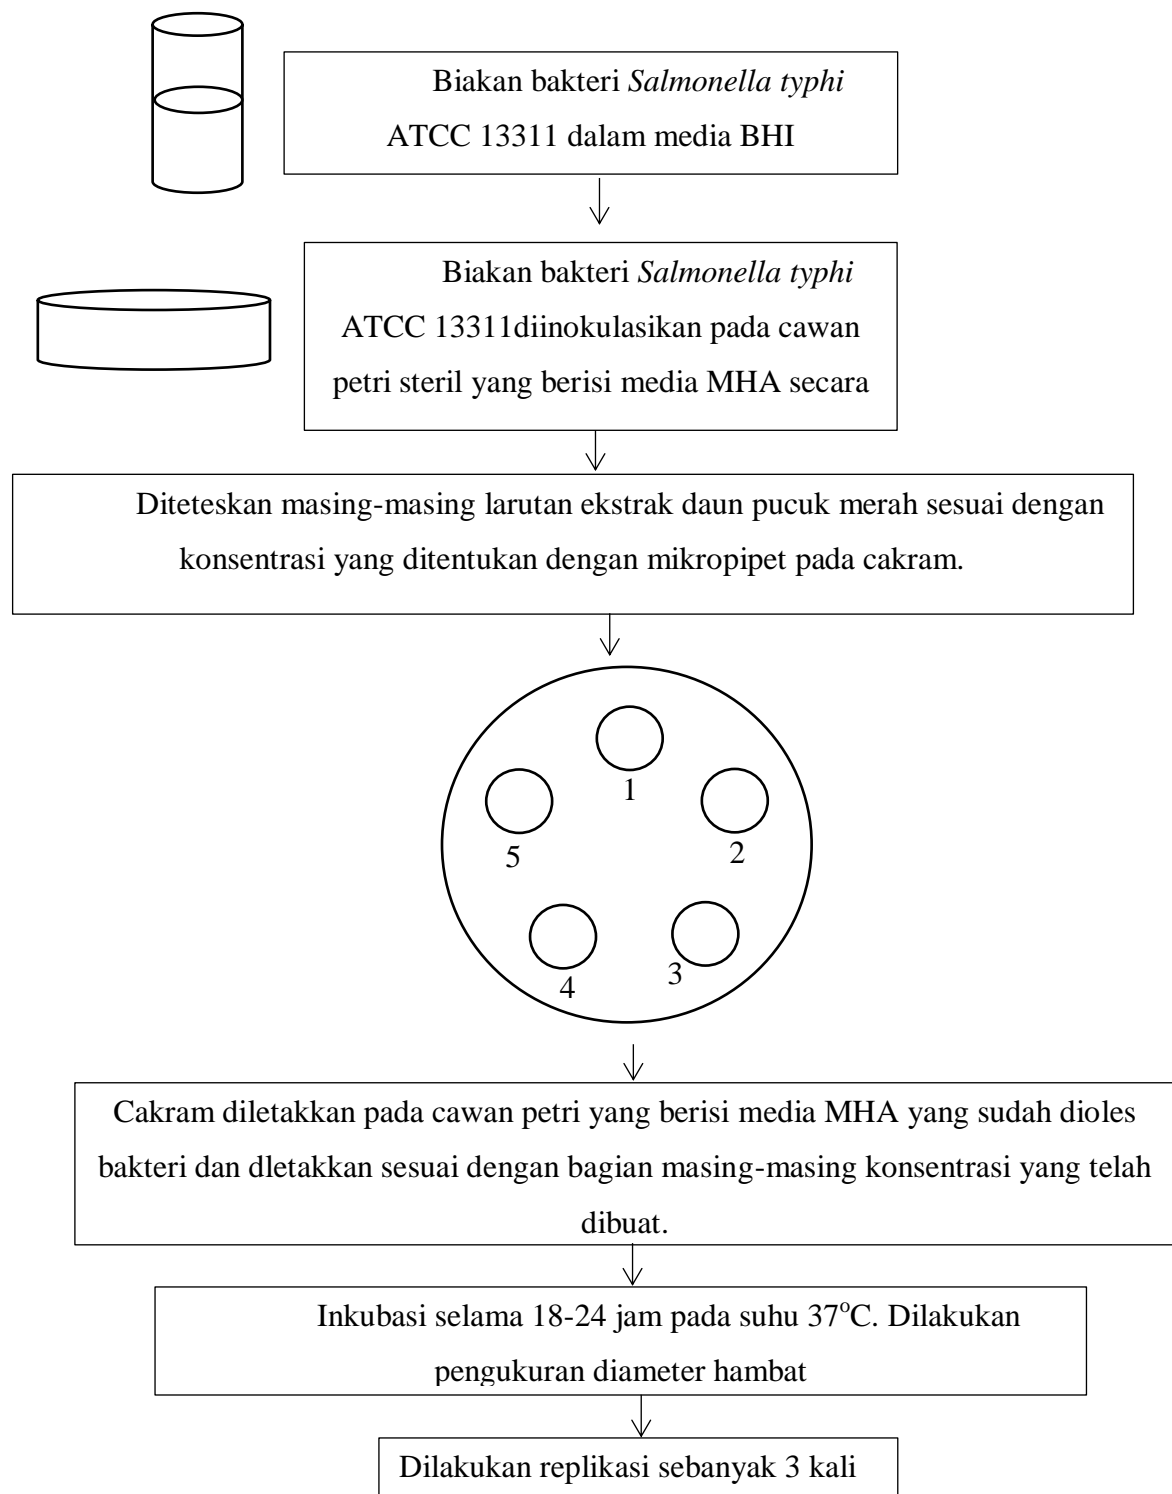 Biakan bakteri Salmonella typhi
ATCC 13311 dalam media BHI
Biakan bakteri Salmonella typhi
ATCC 13311diinokulasikan pada cawan
petri steril yang berisi media MHA secara
Diteteskan masing-masing larutan ekstrak daun pucuk merah sesuai dengan
konsentrasi yang ditentukan dengan mikropipet pada cakram.
1
5
2
4
3
Cakram diletakkan pada cawan petri yang berisi media MHA yang sudah dioles
bakteri dan dletakkan sesuai dengan bagian masing-masing konsentrasi yang telah
dibuat.
Inkubasi selama 18-24 jam pada suhu 37°C. Dilakukan
pengukuran diameter hambat
Dilakukan replikasi sebanyak 3 kali